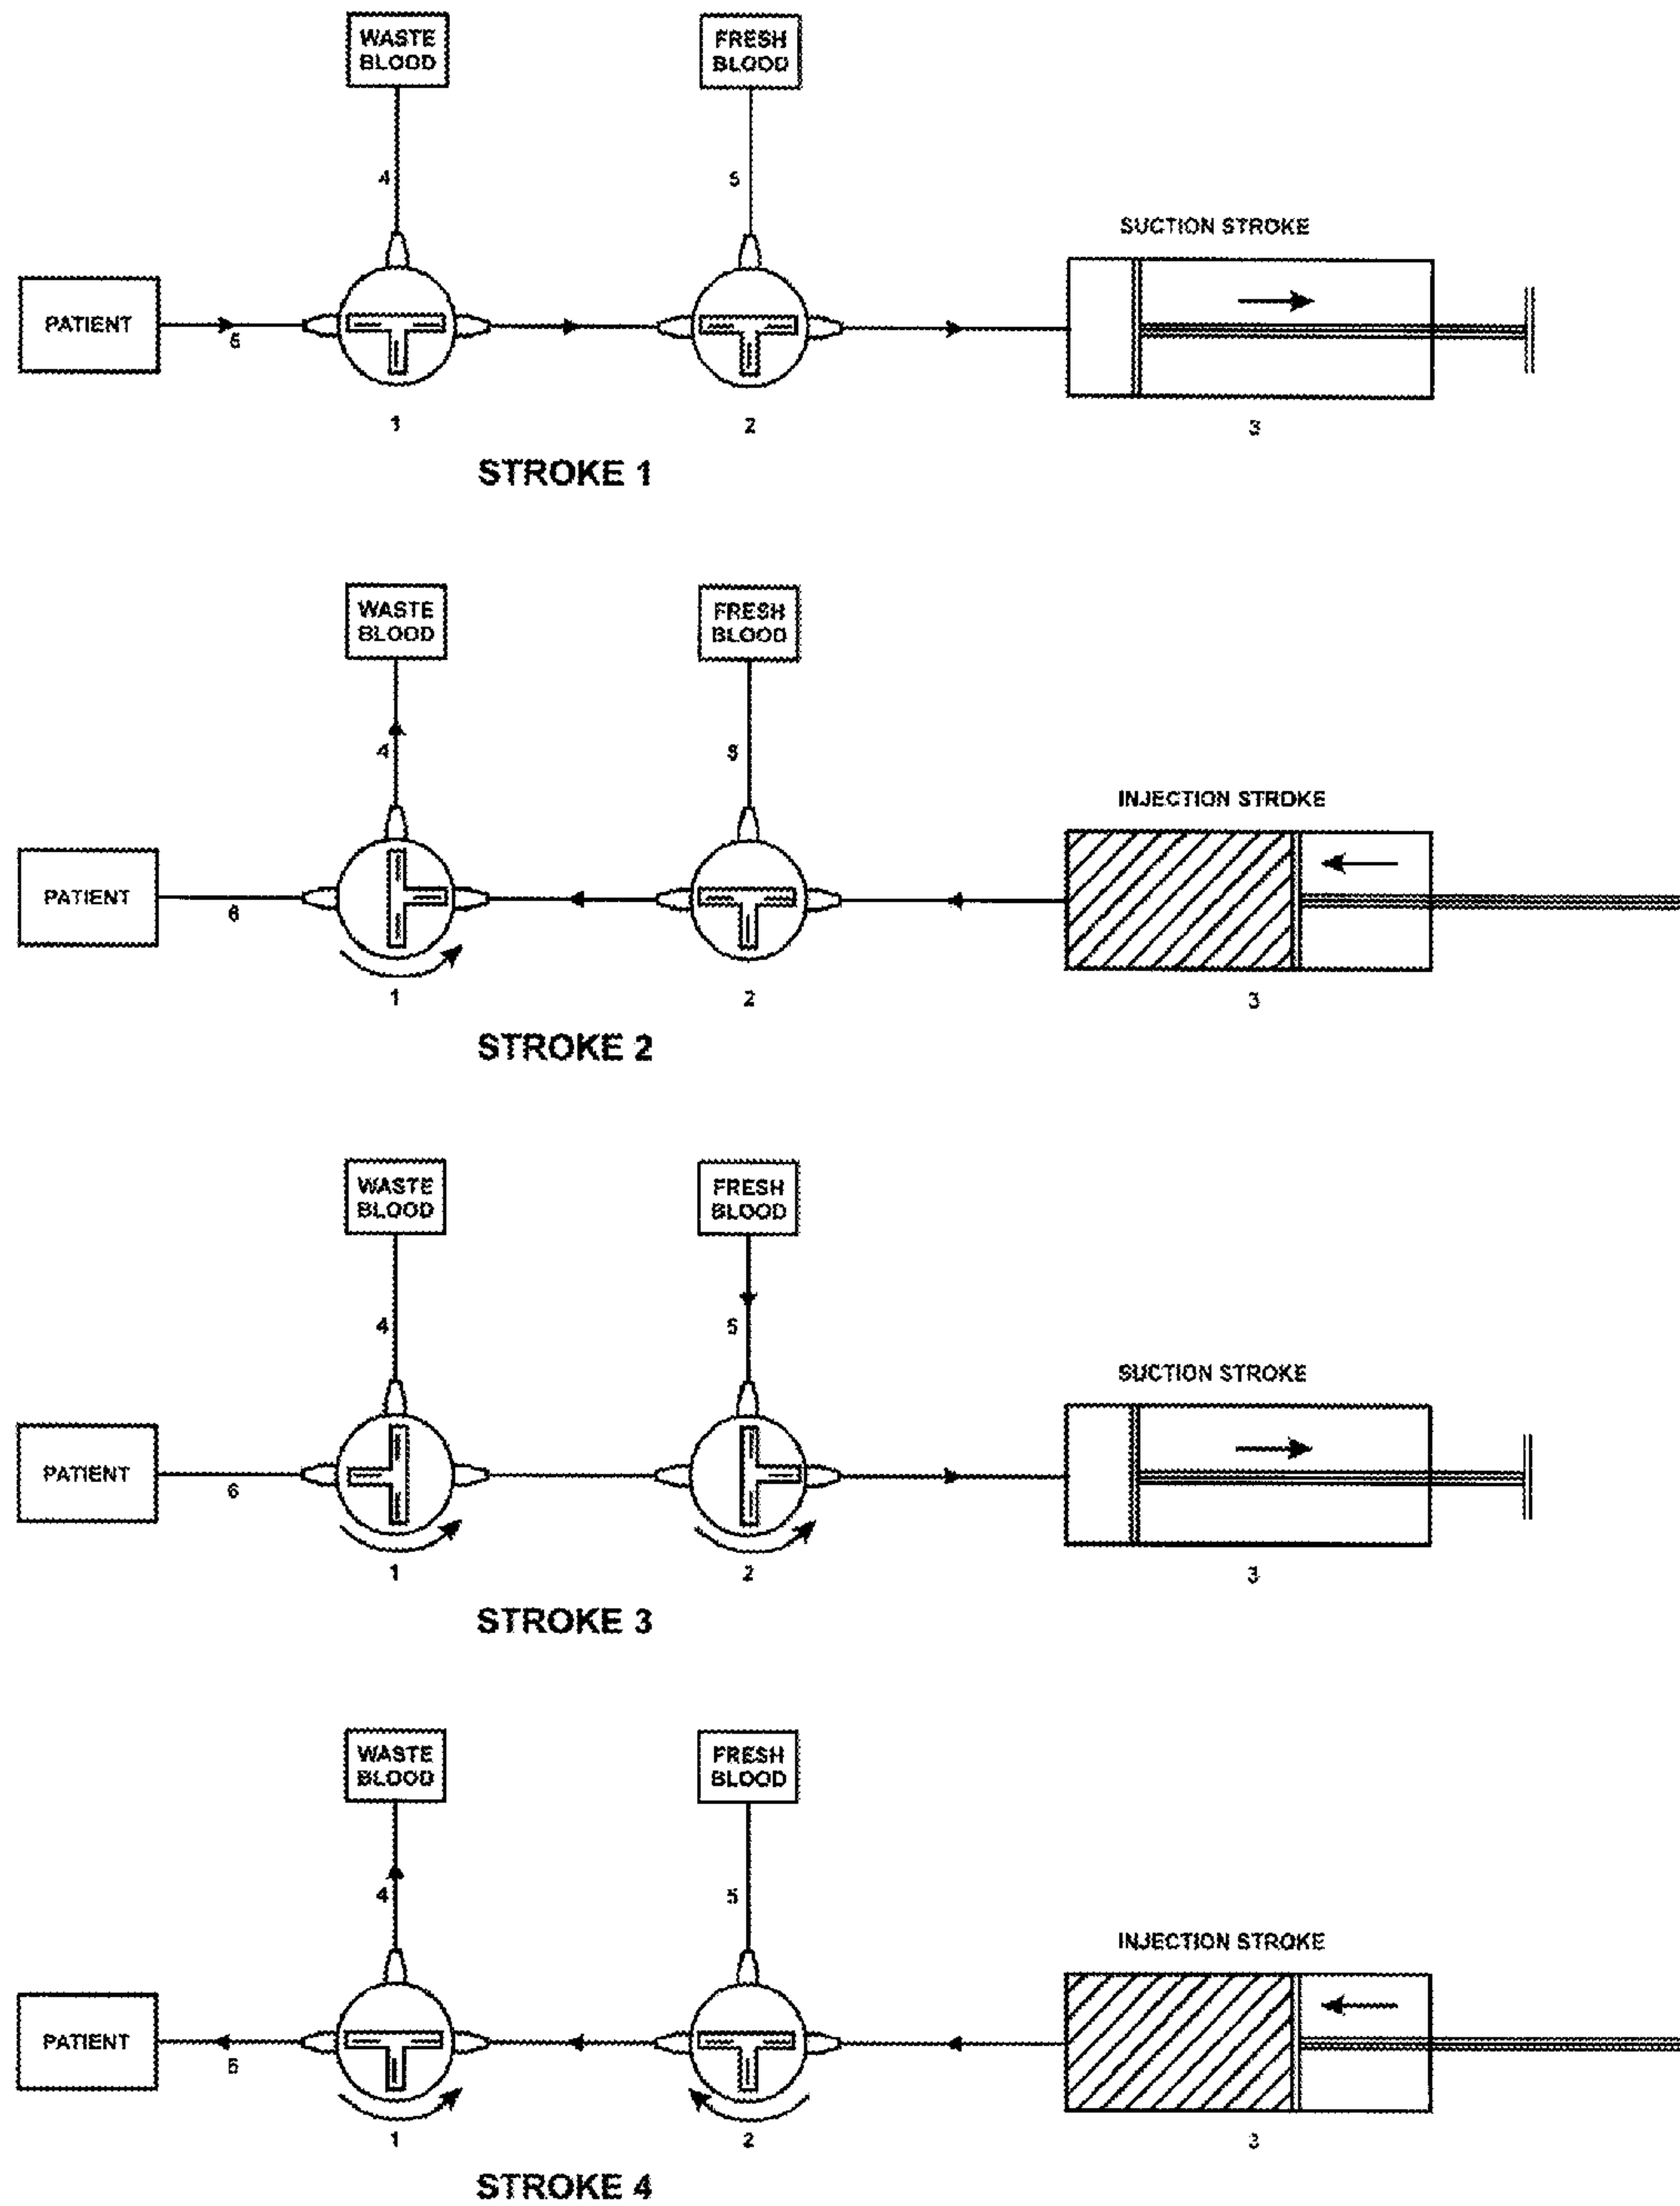 WASTE
BLOOD
FRESH
BLOOD
4
5
SUCTION STROKE
PATIENT
6
1
2
3
STROKE 1
WASTE
BLOOD
FRESH
BLOOD
4
5
INJECTION STROKE
PATIENT
6
1
2
3
STROKE 2
WASTE
BLOOD
FRESH
BLOOD
4
5
SUCTION STROKE
PATIENT
6
1
2
3
STROKE 3
WASTE
BLOOD
FRESH
BLOOD
4
5
INJECTION STROKE
PATIENT
5
1
2
3
STROKE 4